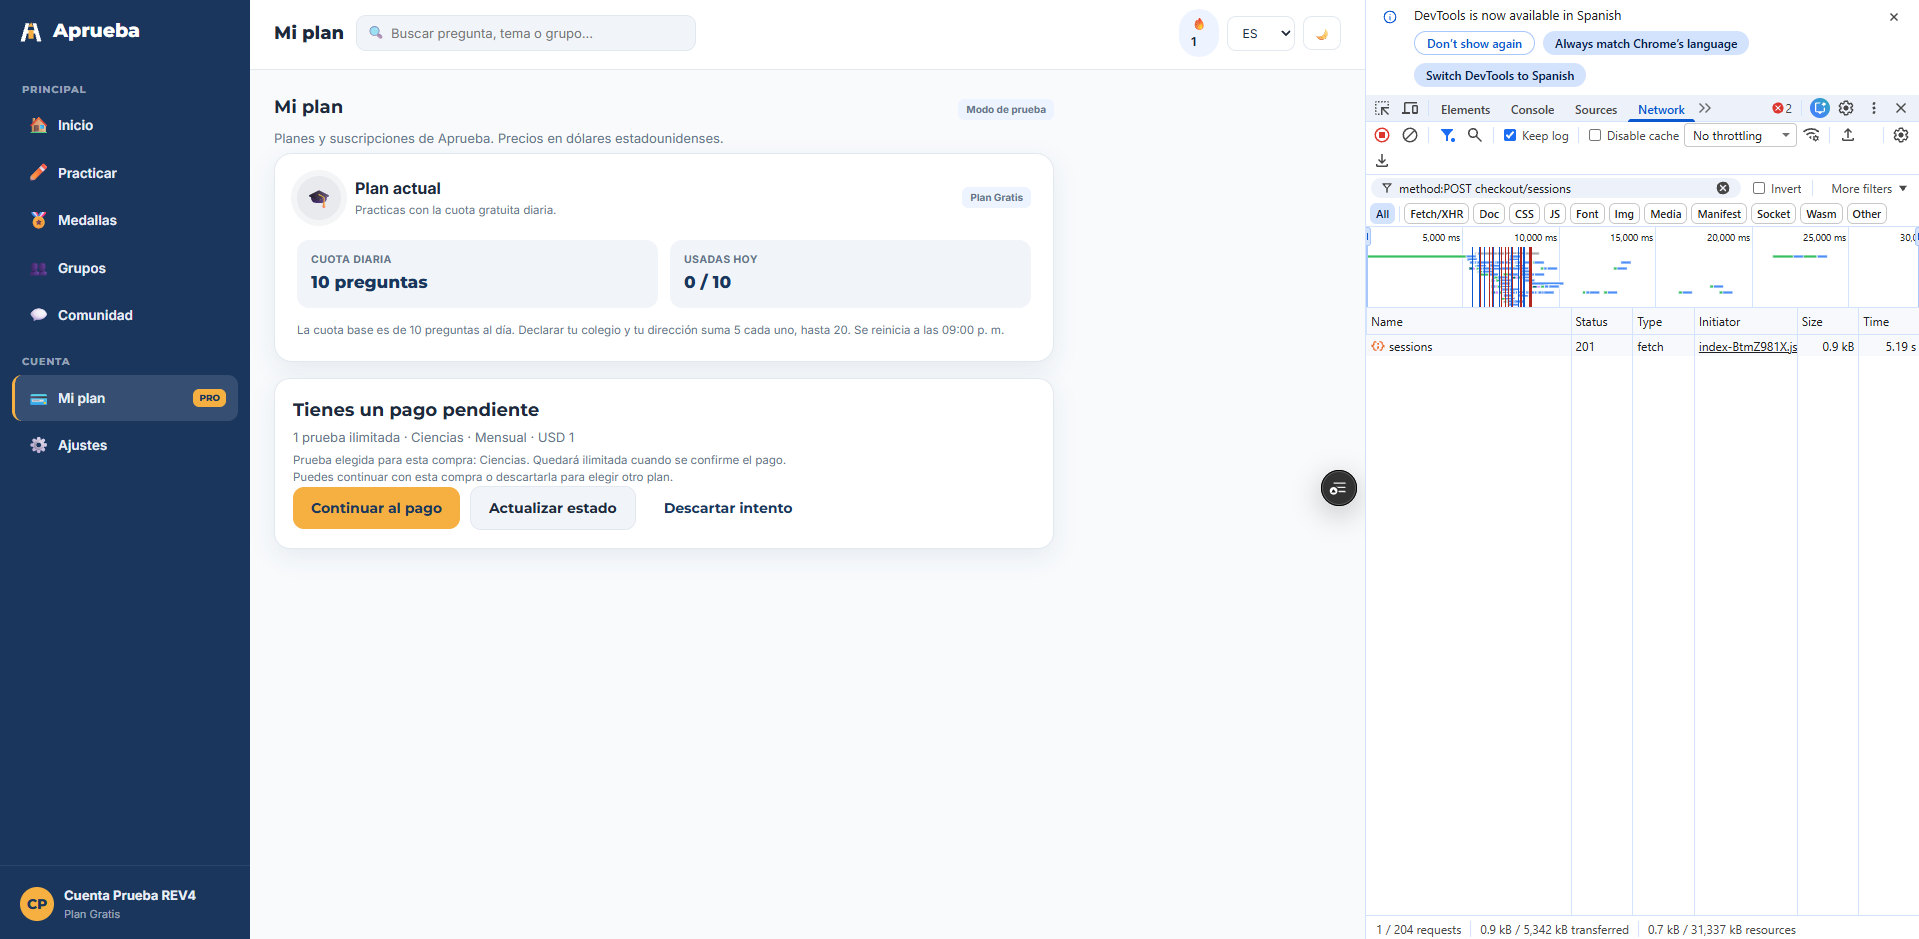 Aprueba
PRINCIPAL
Inicio
Practicar
Medallas
Grupos
Comunidad
CUENTA
Mi plan PRO
Ajustes
CP Cuenta Prueba REV4
Plan Gratis
Mi plan
Buscar pregunta, tema o grupo...
1
ES
Mi plan
Modo de prueba
Planes y suscripciones de Aprueba. Precios en dólares estadounidenses.
Plan actual
Practicas con la cuota gratuita diaria.
Plan Gratis
CUOTA DIARIA
10 preguntas
USADAS HOY
0 / 10
La cuota base es de 10 preguntas al día. Declarar tu colegio y tu dirección suma 5 cada uno, hasta 20. Se reinicia a las 09:00 p. m.
Tienes un pago pendiente
1 prueba ilimitada · Ciencias · Mensual · USD 1
Prueba elegida para esta compra: Ciencias. Quedará ilimitada cuando se confirme el pago.
Puedes continuar con esta compra o descartarla para elegir otro plan.
Continuar al pago Actualizar estado Descartar intento
DevTools is now available in Spanish
Don't show again Always match Chrome's language
Switch DevTools to Spanish
Elements Console Sources Network 2
Keep log Disable cache No throttling
method:POST checkout/sessions Invert More filters
All Fetch/XHR Doc CSS JS Font Img Media Manifest Socket Wasm Other
5,000 ms 10,000 ms 15,000 ms 20,000 ms 25,000 ms 30,0
Name Status Type Initiator Size Time
sessions 201 fetch index-BtmZ981X.js 0.9 kB 5.19 s
1 / 204 requests 0.9 kB / 5,342 kB transferred 0.7 kB / 31,337 kB resources